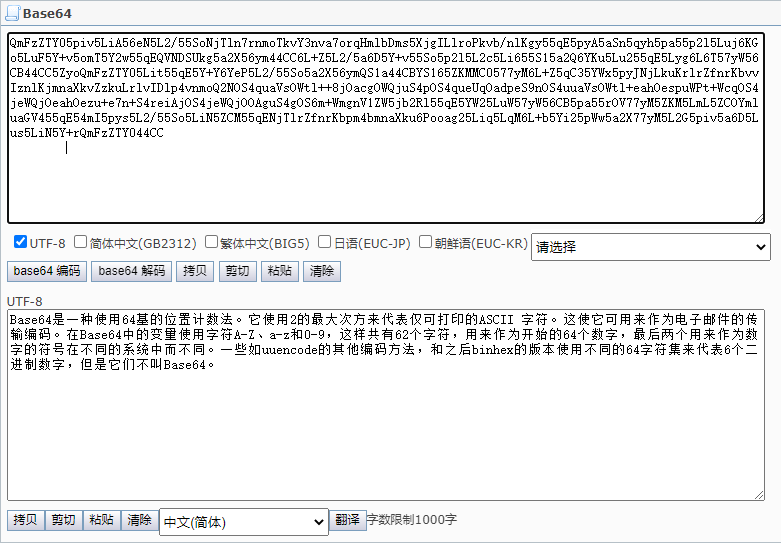 Base64
QmFzZTY05piv5LiA56eN5L2/55SoNjTln7rnmoTkvY3nva7orqHmlbDms5XjgILlroPkvb/nlKgy55qE5pyA5aSn5qyh5pa55p2l5Luj6KGo5LuF5Y+v5omT5Y2w55qEQVNDSUkg5a2X56ym44CC6L+Z5L2/5a6D5Y+v55So5p2l5L2c5Li655S15a2Q6YKu5Lu255qE5Lyg6L6T57yW56CB44CC5ZyoQmFzZTY05Lit55qE5Y+Y6YeP5L2/55So5a2X56ymQS1a44CBYS165ZKMMC0577yM6L+Z5qC35YWx5pyJNjLkuKrlrZfnrKbvvIznlKjmnaXkvZzkuLrlvIDlp4vnmoQ2NOS4quaVsOWtl++8jOacgOWQjuS4pOS4queUqOadpeS9nOS4uuaVsOWtl+eahOespuWPt+WcqOS4jeWQjOeahOezu+e7n+S4reiAjOS4jeWQjOOAguS4gOS6m+WmgnV1ZW5jb2Rl55qE5YW25LuW57yW56CB5pa55rOV77yM5ZKM5LmL5ZCOYmluaGV455qE54mI5pys5L2/55So5LiN5ZCM55qENjTlrZfnrKbpm4bmnaXku6Pooag25Liq5LqM6L+b5Yi25pWw5a2X77yM5L2G5piv5a6D5Lus5LiN5Y+rQmFzZTY044CC
UTF-8 简体中文(GB2312) 繁体中文(BIG5) 日语(EUC-JP) 朝鲜语(EUC-KR) 请选择
base64 编码 base64 解码 拷贝 剪切 粘贴 清除
UTF-8
Base64是一种使用64基的位置计数法。它使用2的最大次方来代表仅可打印的ASCII 字符。这使它可用来作为电子邮件的传
输编码。在Base64中的变量使用字符A-Z、a-z和0-9，这样共有62个字符，用来作为开始的64个数字，最后两个用来作为数
字的符号在不同的系统中而不同。一些如uuencode的其他编码方法，和之后binhex的版本使用不同的64字符集来代表6个二
进制数字，但是它们不叫Base64。
拷贝 剪切 粘贴 清除 中文(简体) 翻译 字数限制1000字